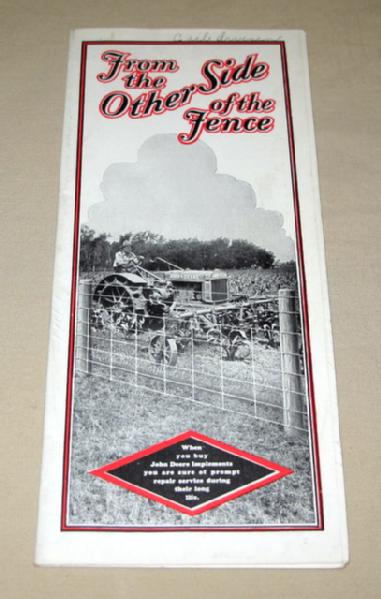 From
the
Other Side
of the
Fence
When
you buy
John Deere Implements
you are sure of prompt
repair service during
their long
life.